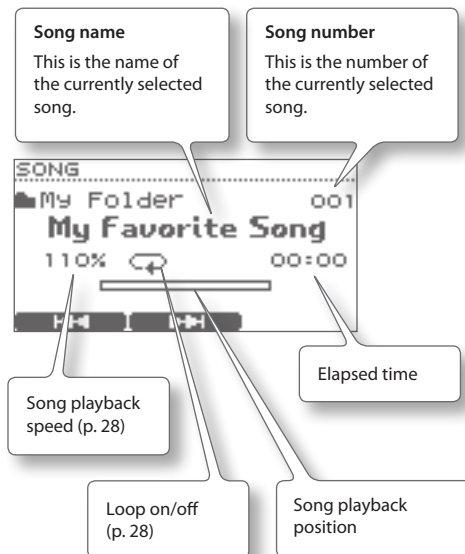 Song name
This is the name of
the currently selected
song.
Song number
This is the number of
the currently selected
song.
SONG
My Folder 001
My Favorite Song
110% 00:00
Elapsed time
Song playback
speed (p. 28)
Loop on/off
(p. 28)
Song playback
position